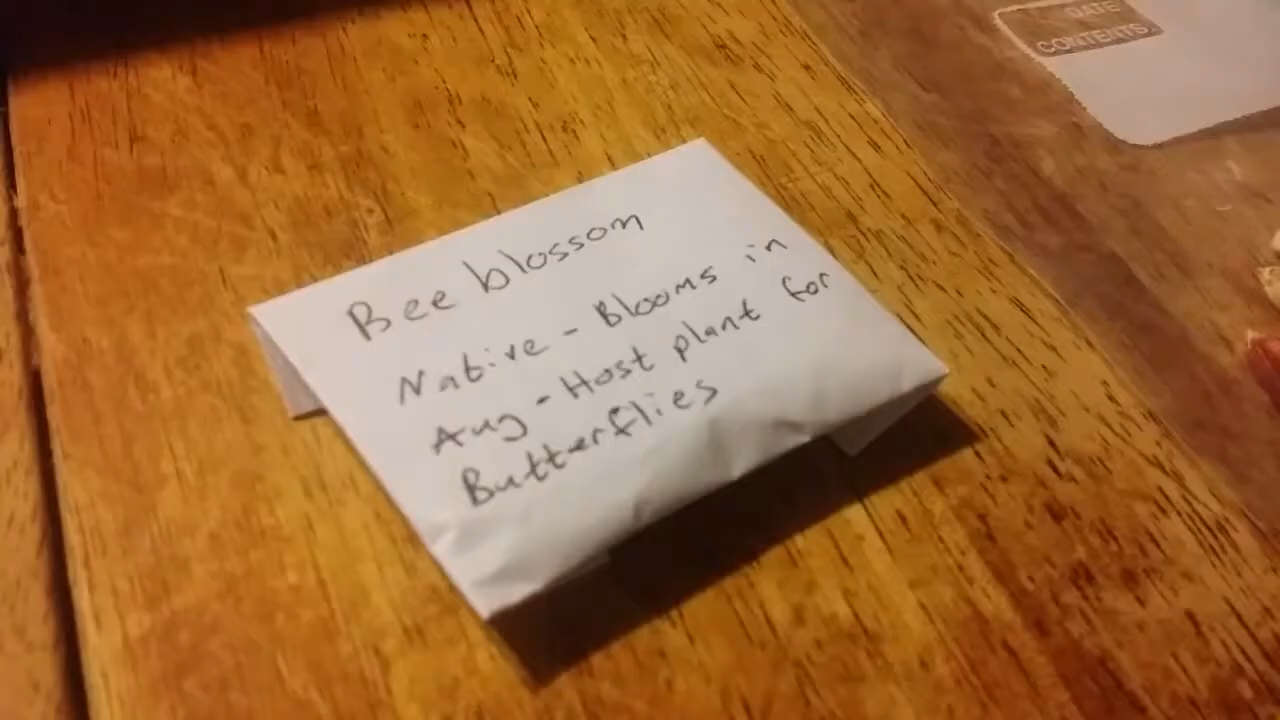 Bee blossom
Native - Blooms in
Aug - Host plant for
Butterflies
DATE
CONTENTS: